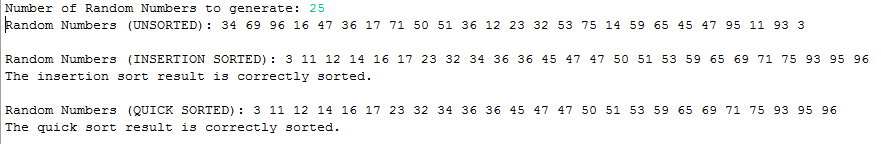 Number of Random Numbers to generate: 25
Random Numbers (UNSORTED): 34 69 96 16 47 36 17 71 50 51 36 12 23 32 53 75 14 59 65 45 47 95 11 93 3
Random Numbers (INSERTION SORTED): 3 11 12 14 16 17 23 32 34 36 36 45 47 47 50 51 53 59 65 69 71 75 93 95 96
The insertion sort result is correctly sorted.
Random Numbers (QUICK SORTED): 3 11 12 14 16 17 23 32 34 36 36 45 47 47 50 51 53 59 65 69 71 75 93 95 96
The quick sort result is correctly sorted.